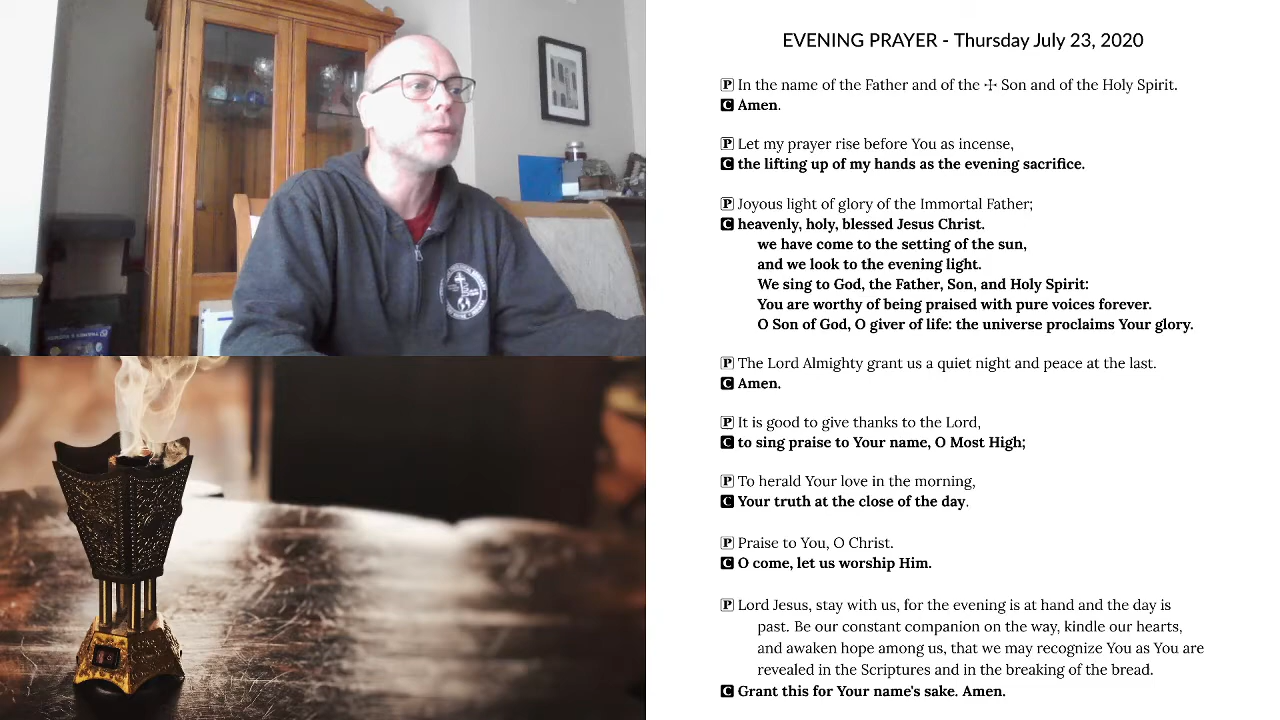 EVENING PRAYER - Thursday July 23, 2020
P In the name of the Father and of the ☩ Son and of the Holy Spirit.
C Amen.
P Let my prayer rise before You as incense,
C the lifting up of my hands as the evening sacrifice.
P Joyous light of glory of the Immortal Father;
C heavenly, holy, blessed Jesus Christ.
we have come to the setting of the sun,
and we look to the evening light.
We sing to God, the Father, Son, and Holy Spirit:
You are worthy of being praised with pure voices forever.
O Son of God, O giver of life: the universe proclaims Your glory.
P The Lord Almighty grant us a quiet night and peace at the last.
C Amen.
P It is good to give thanks to the Lord,
C to sing praise to Your name, O Most High;
P To herald Your love in the morning,
C Your truth at the close of the day.
P Praise to You, O Christ.
C O come, let us worship Him.
P Lord Jesus, stay with us, for the evening is at hand and the day is
past. Be our constant companion on the way, kindle our hearts,
and awaken hope among us, that we may recognize You as You are
revealed in the Scriptures and in the breaking of the bread.
C Grant this for Your name's sake. Amen.